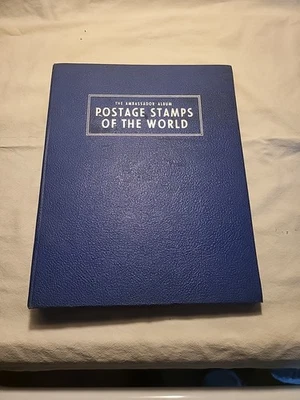 THE AMBASSADOR ALBUM
POSTAGE STAMPS
OF THE WORLD